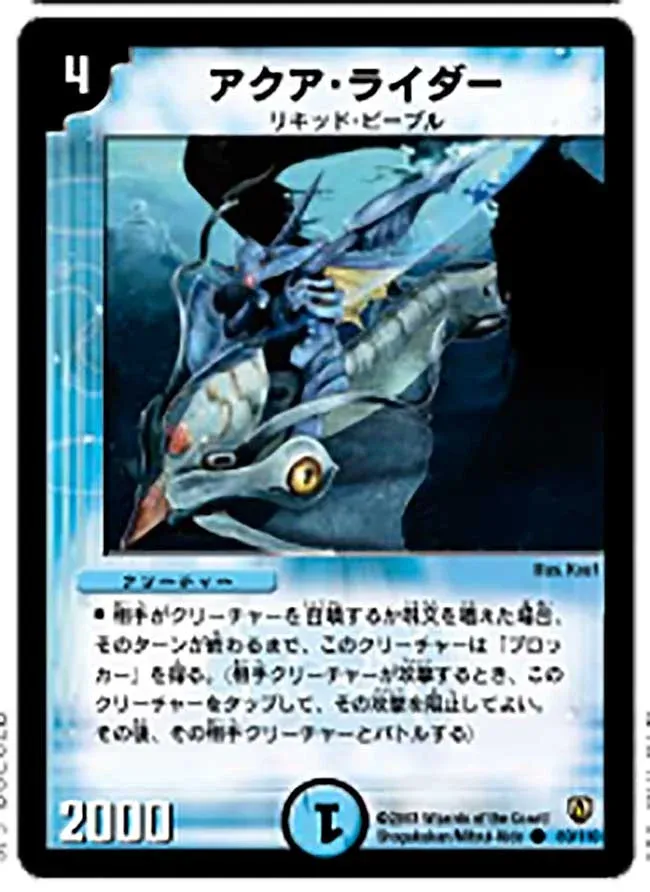 4
アクア・ライダー
リキッド・ピープル
クリーチャー
■ 相手がクリーチャーを召喚するか呪文を唱えた場合、
そのターンが終わるまで、このクリーチャーは「ブロッ
カー」を得る。(相手クリーチャーが攻撃するとき、この
クリーチャーをタップして、その攻撃を阻止してよい。
その後、その相手クリーチャーとバトルする)
2000
1
Wizards of the Coast/
Shogakukan/Mitsui-Kids